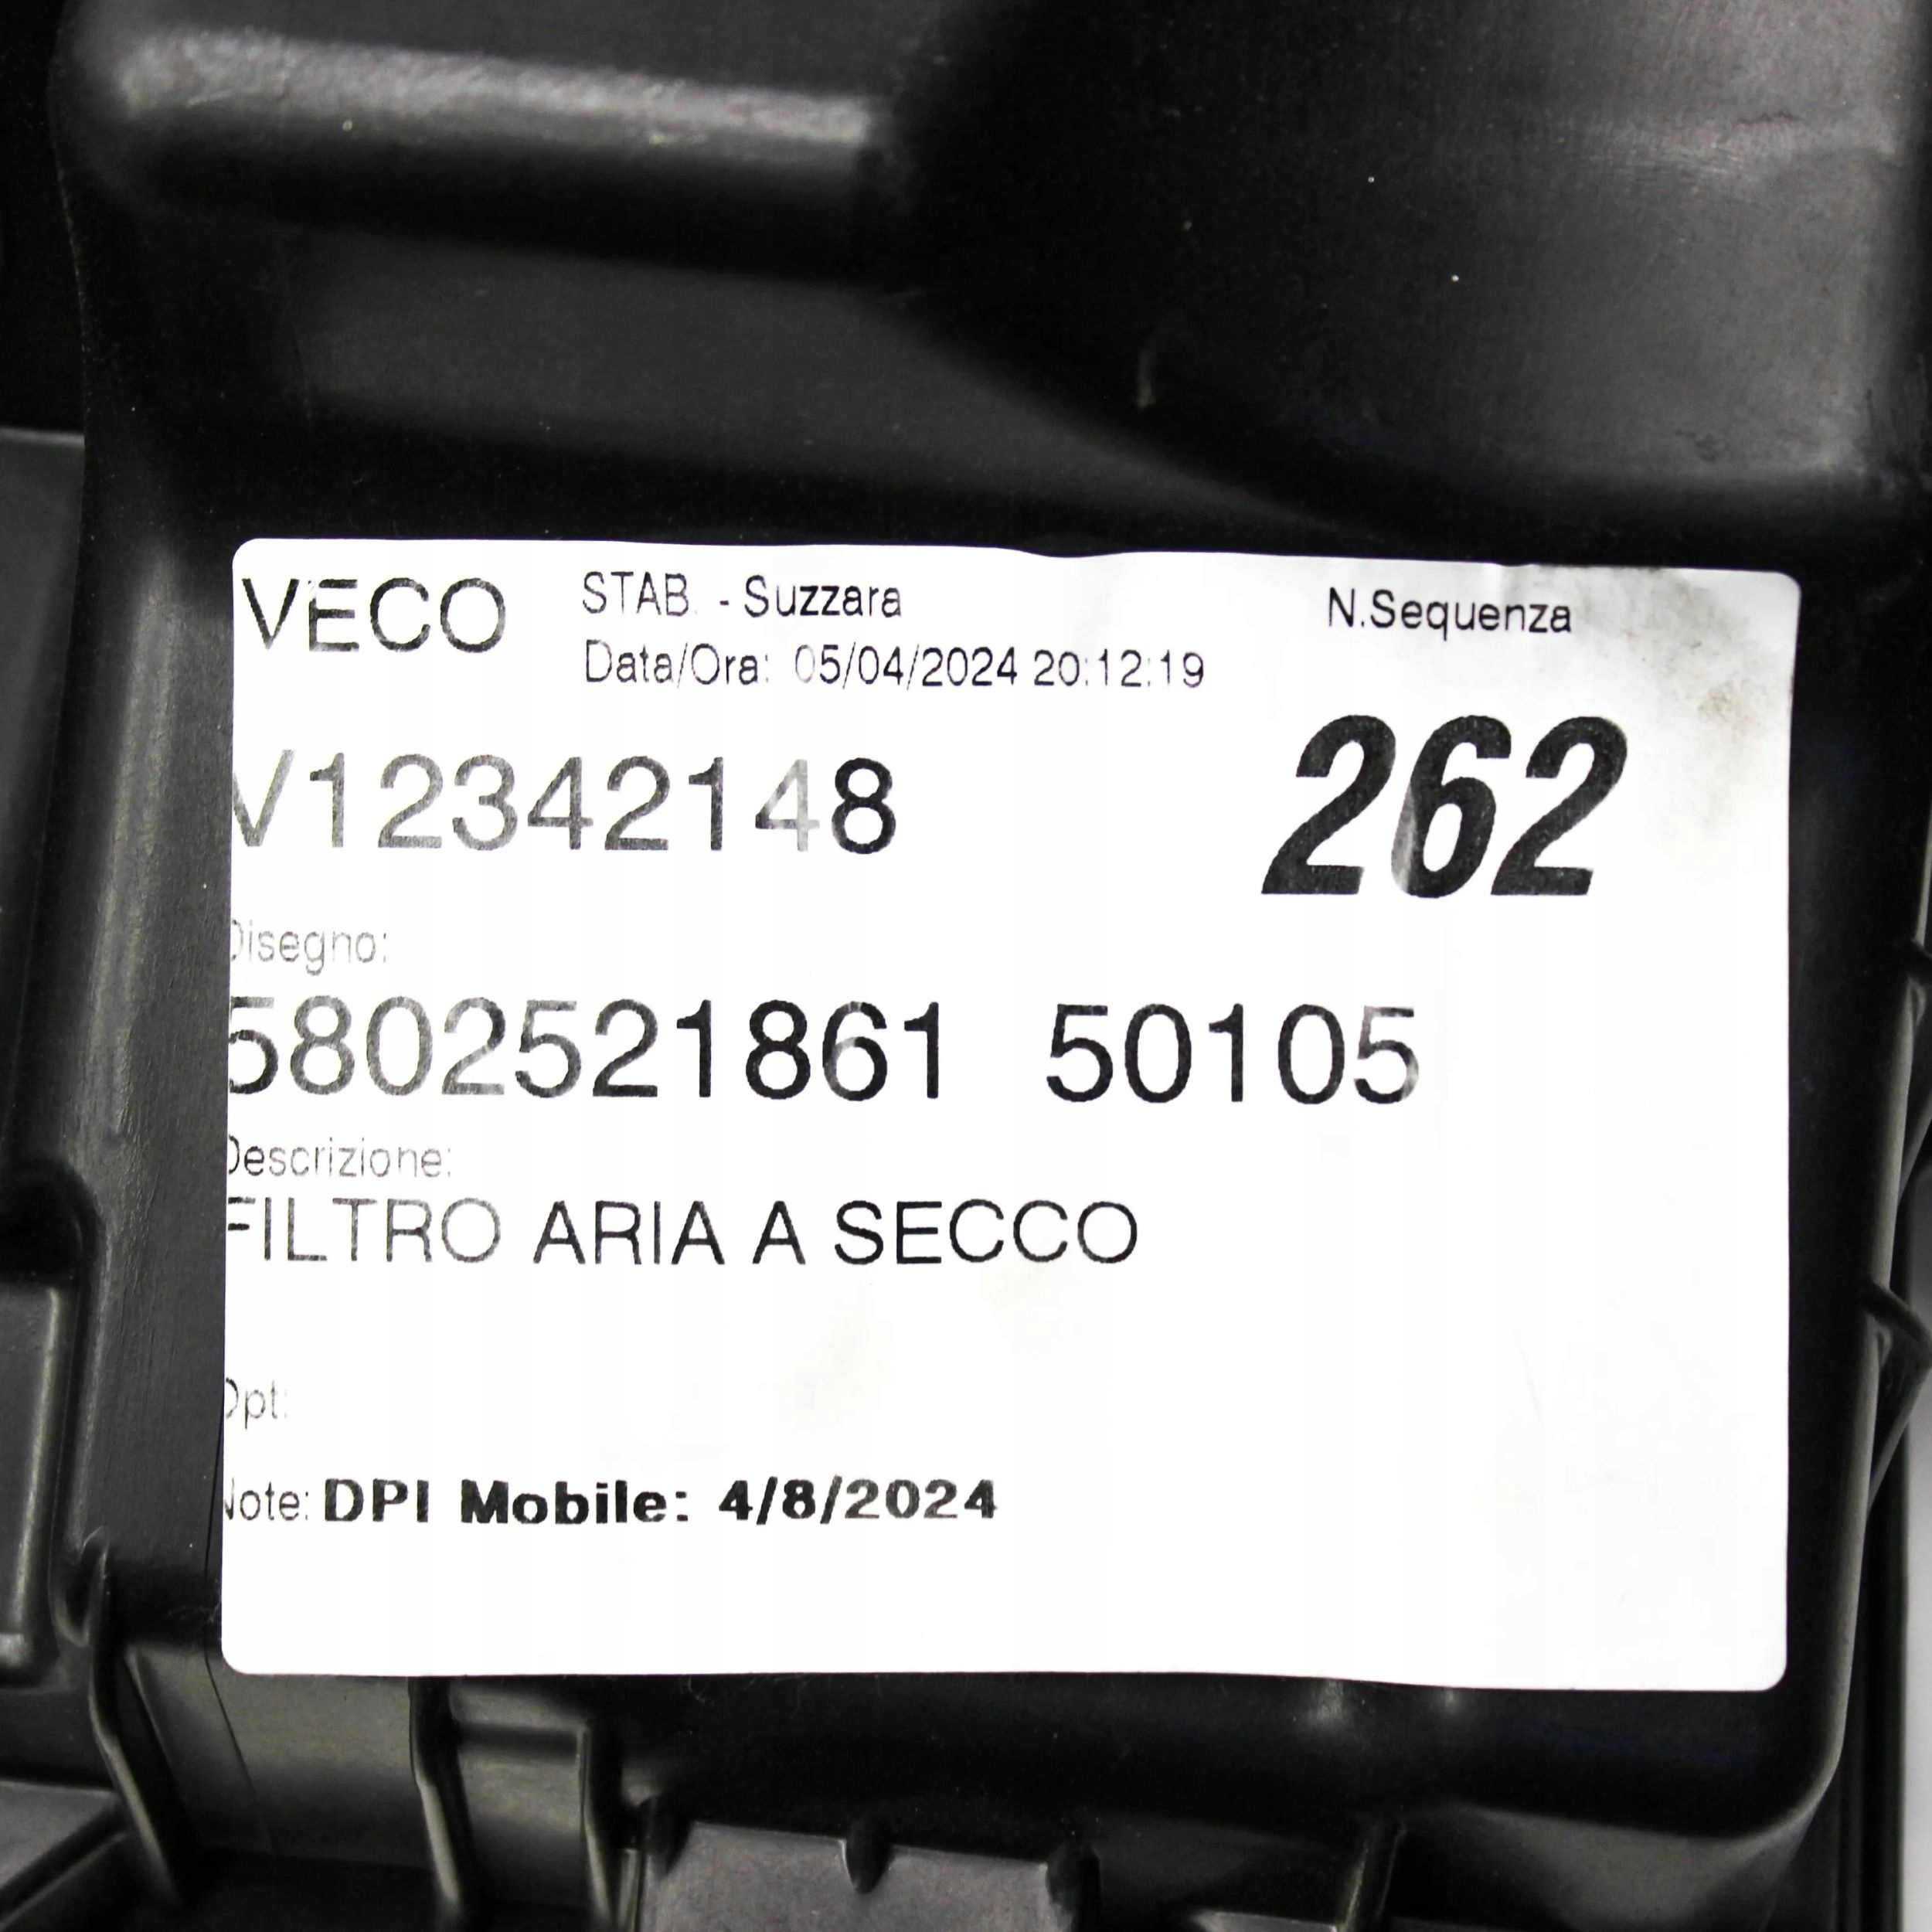 VECO
STAB. - Suzzara
N.Sequenza
Data/Ora: 05/04/2024 20:12:19
V12342148
262
Disegno:
5802521861 50105
Descrizione:
FILTRO ARIA A SECCO
Opt:
Note: DPI Mobile: 4/8/2024